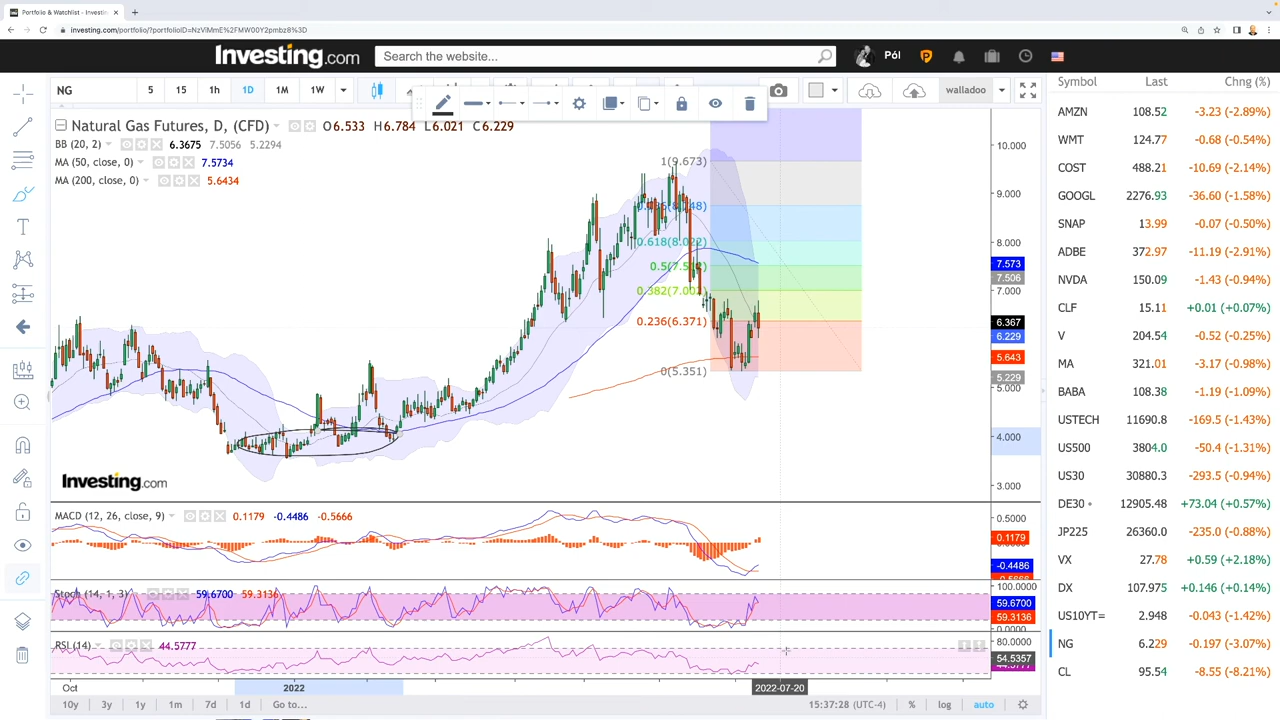 Portfolio & Watchlist - Investin
investing.com/portfolio/?portfolioID=NzViMmE%2FMW00Y2pmbz8%3D
Investing.com
Search the website...
Pól
NG
5
15
1h
1D
1M
1W
walladoo
Natural Gas Futures, D, (CFD)
O6.533 H6.784 L6.021 C6.229
BB (20, 2) 6.3675 7.5056 5.2294
MA (50, close, 0) 7.5734
MA (200, close, 0) 5.6434
1(9.673)
0.618(8.022)
0.382(7.002)
0.236(6.371)
0(5.351)
10.000
9.000
8.000
7.573
7.506
7.000
6.367
6.229
5.643
5.229
5.000
4.000
3.000
Investing.com
MACD (12, 26, close, 9) 0.1179 -0.4486 -0.5666
0.5000
0.1179
-0.4486
Stoch (14, 1, 3) 59.6700 59.3136
100.0000
59.6700
59.3136
0.0000
RSI (14) 44.5777
80.0000
54.5357
Oct
2022
2022-07-20
10y
3y
1y
1m
7d
1d
Go to...
15:37:28 (UTC-4)
%
log
auto
Symbol Last Chng (%)
AMZN 108.52 -3.23 (-2.89%)
WMT 124.77 -0.68 (-0.54%)
COST 488.21 -10.69 (-2.14%)
GOOGL 2276.93 -36.60 (-1.58%)
SNAP 13.99 -0.07 (-0.50%)
ADBE 372.97 -11.19 (-2.91%)
NVDA 150.09 -1.43 (-0.94%)
CLF 15.11 +0.01 (+0.07%)
V 204.54 -0.52 (-0.25%)
MA 321.01 -3.17 (-0.98%)
BABA 108.38 -1.19 (-1.09%)
USTECH 11690.8 -169.5 (-1.43%)
US500 3804.0 -50.4 (-1.31%)
US30 30880.3 -293.5 (-0.94%)
DE30 12905.48 +73.04 (+0.57%)
JP225 26360.0 -235.0 (-0.88%)
VX 27.78 +0.59 (+2.18%)
DX 107.975 +0.146 (+0.14%)
US10YT= 2.948 -0.043 (-1.42%)
NG 6.229 -0.197 (-3.07%)
CL 95.54 -8.55 (-8.21%)